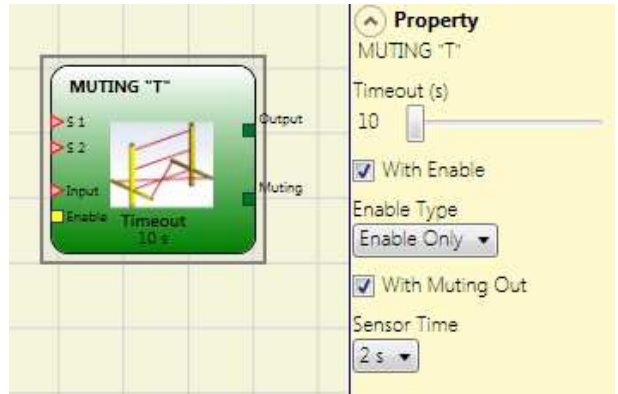 MUTING "T"
S 1
S 2
Input
Enable
Output
Muting
Timeout
10 s
Property
MUTING "T"
Timeout (s)
10
With Enable
Enable Type
Enable Only
With Muting Out
Sensor Time
2 s